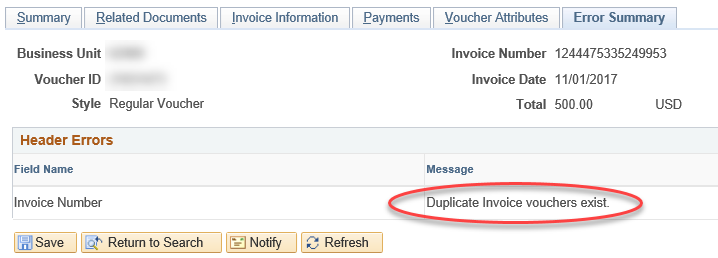 Summary Related Documents Invoice Information Payments Voucher Attributes Error Summary
Business Unit Invoice Number 1244475335249953
Voucher ID Invoice Date 11/01/2017
Style Regular Voucher Total 500.00 USD
Header Errors
Field Name Message
Invoice Number Duplicate Invoice vouchers exist.
Save Return to Search Notify Refresh